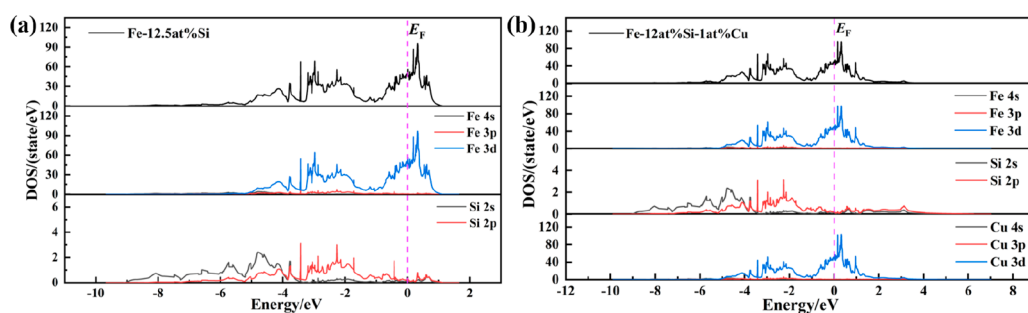 (a)
Fe-12.5at%Si
E_F
120
90
60
30
0
Fe 4s
Fe 3p
Fe 3d
90
60
30
0
Si 2s
Si 2p
6
4
2
0
DOS/(state/eV)
-10 -8 -6 -4 -2 0 2
Energy/eV
(b)
Fe-12at%Si-1at%Cu
E_F
120
80
40
0
Fe 4s
Fe 3p
Fe 3d
120
80
40
0
Si 2s
Si 2p
6
4
2
0
Cu 4s
Cu 3p
Cu 3d
120
80
40
0
DOS/(state/eV)
-12 -10 -8 -6 -4 -2 0 2 4 6 8
Energy/eV